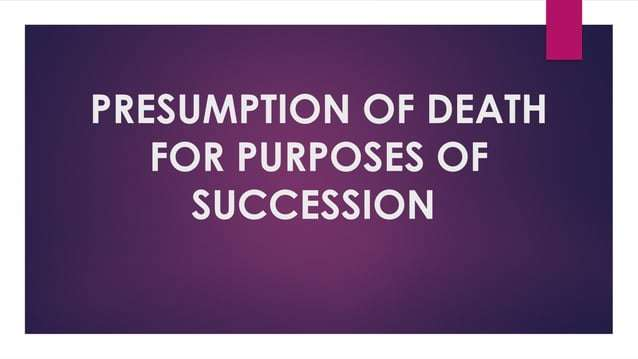 PRESUMPTION OF DEATH
FOR PURPOSES OF
SUCCESSION